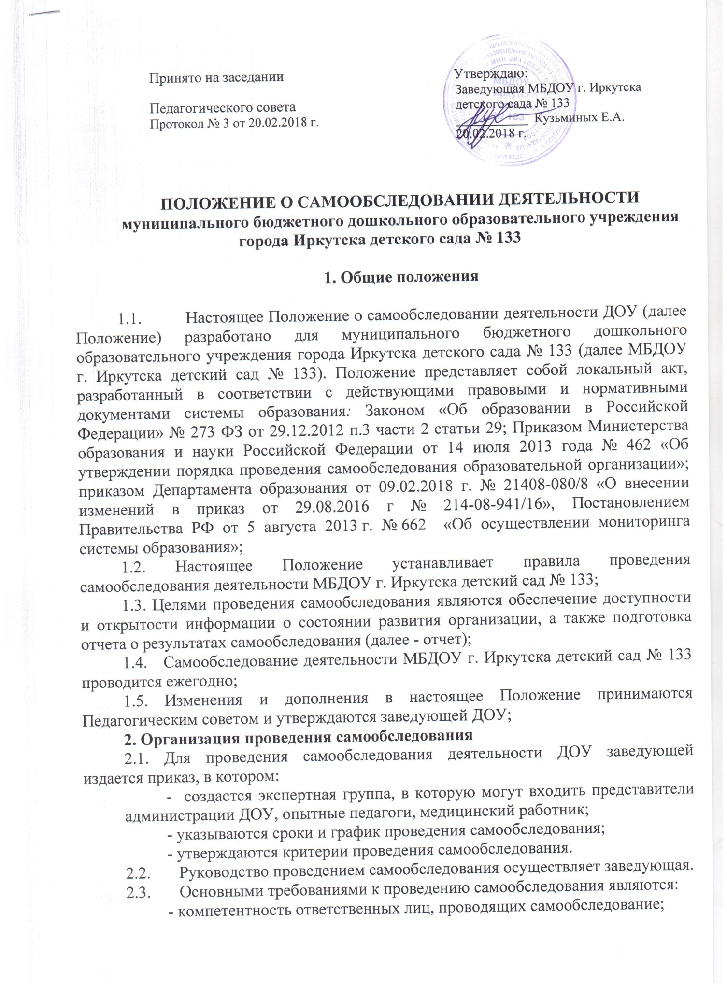 Принято на заседании
Педагогического совета
Протокол № 3 от 20.02.2018 г.
Утверждаю:
Заведующая МБДОУ г. Иркутска
детского сада № 133
Кузьминых Е.А.
20.02.2018 г.
ИНН 3811054370
МБДОУ
Иркутска
№ 133
ПОЛОЖЕНИЕ О САМООБСЛЕДОВАНИИ ДЕЯТЕЛЬНОСТИ
муниципального бюджетного дошкольного образовательного учреждения
города Иркутска детского сада № 133
1. Общие положения
1.1. Настоящее Положение о самообследовании деятельности ДОУ (далее
Положение) разработано для муниципального бюджетного дошкольного
образовательного учреждения города Иркутска детского сада № 133 (далее МБДОУ
г. Иркутска детский сад № 133). Положение представляет собой локальный акт,
разработанный в соответствии с действующими правовыми и нормативными
документами системы образования: Законом «Об образовании в Российской
Федерации» № 273 ФЗ от 29.12.2012 п.3 части 2 статьи 29; Приказом Министерства
образования и науки Российской Федерации от 14 июля 2013 года № 462 «Об
утверждении порядка проведения самообследования образовательной организации»;
приказом Департамента образования от 09.02.2018 г. № 21408-080/8 «О внесении
изменений в приказ от 29.08.2016 г № 214-08-941/16», Постановлением
Правительства РФ от 5 августа 2013 г. № 662 «Об осуществлении мониторинга
системы образования»;
1.2. Настоящее Положение устанавливает правила проведения
самообследования деятельности МБДОУ г. Иркутска детский сад № 133;
1.3. Целями проведения самообследования являются обеспечение доступности
и открытости информации о состоянии развития организации, а также подготовка
отчета о результатах самообследования (далее - отчет);
1.4. Самообследование деятельности МБДОУ г. Иркутска детский сад № 133
проводится ежегодно;
1.5. Изменения и дополнения в настоящее Положение принимаются
Педагогическим советом и утверждаются заведующей ДОУ;
2. Организация проведения самообследования
2.1. Для проведения самообследования деятельности ДОУ заведующей
издается приказ, в котором:
- создастся экспертная группа, в которую могут входить представители
администрации ДОУ, опытные педагоги, медицинский работник;
- указываются сроки и график проведения самообследования;
- утверждаются критерии проведения самообследования.
2.2. Руководство проведением самообследования осуществляет заведующая.
2.3. Основными требованиями к проведению самообследования являются:
- компетентность ответственных лиц, проводящих самообследование;